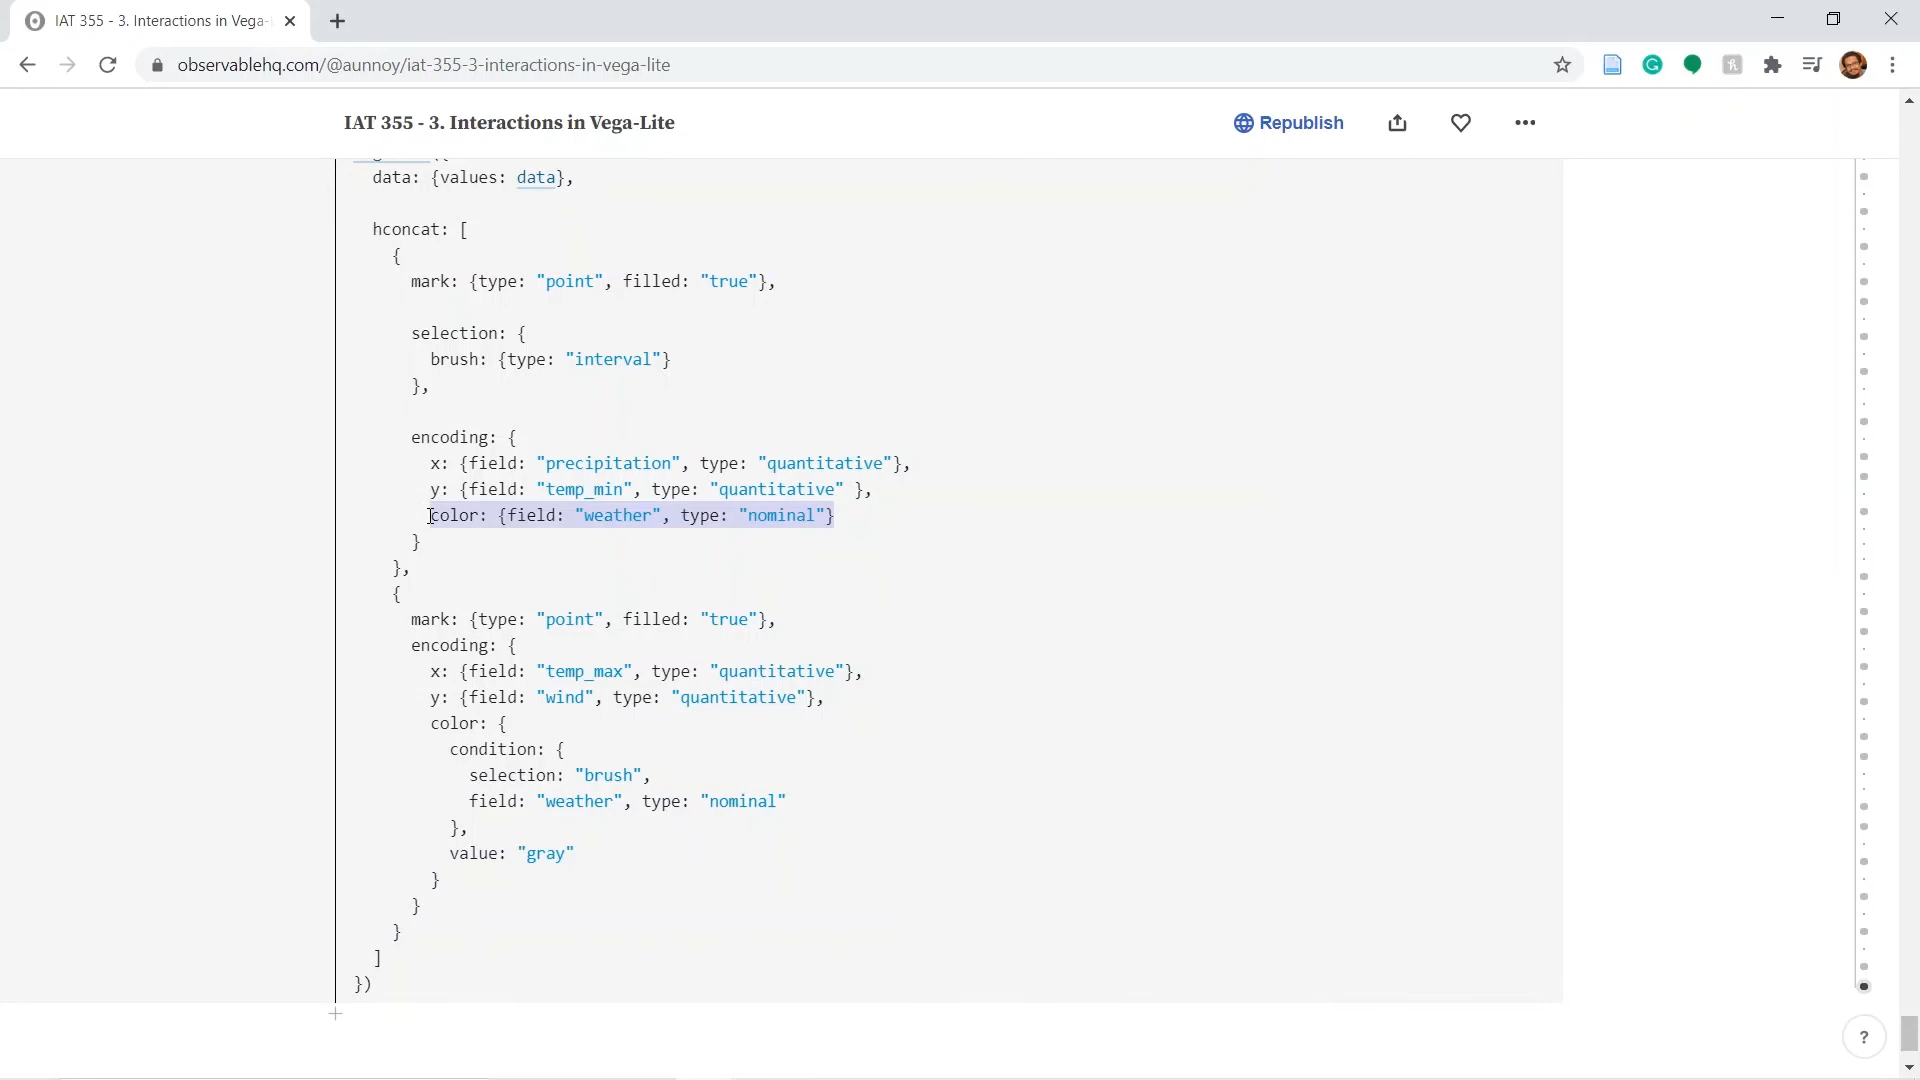 IAT 355 - 3. Interactions in Vega-
observablehq.com/@aunnoy/iat-355-3-interactions-in-vega-lite
IAT 355 - 3. Interactions in Vega-Lite
Republish
data: {values: data},
hconcat: [
{
mark: {type: "point", filled: "true"},
selection: {
brush: {type: "interval"}
},
encoding: {
x: {field: "precipitation", type: "quantitative"},
y: {field: "temp_min", type: "quantitative" },
color: {field: "weather", type: "nominal"}
}
},
{
mark: {type: "point", filled: "true"},
encoding: {
x: {field: "temp_max", type: "quantitative"},
y: {field: "wind", type: "quantitative"},
color: {
condition: {
selection: "brush",
field: "weather", type: "nominal"
},
value: "gray"
}
}
}
]
})
?